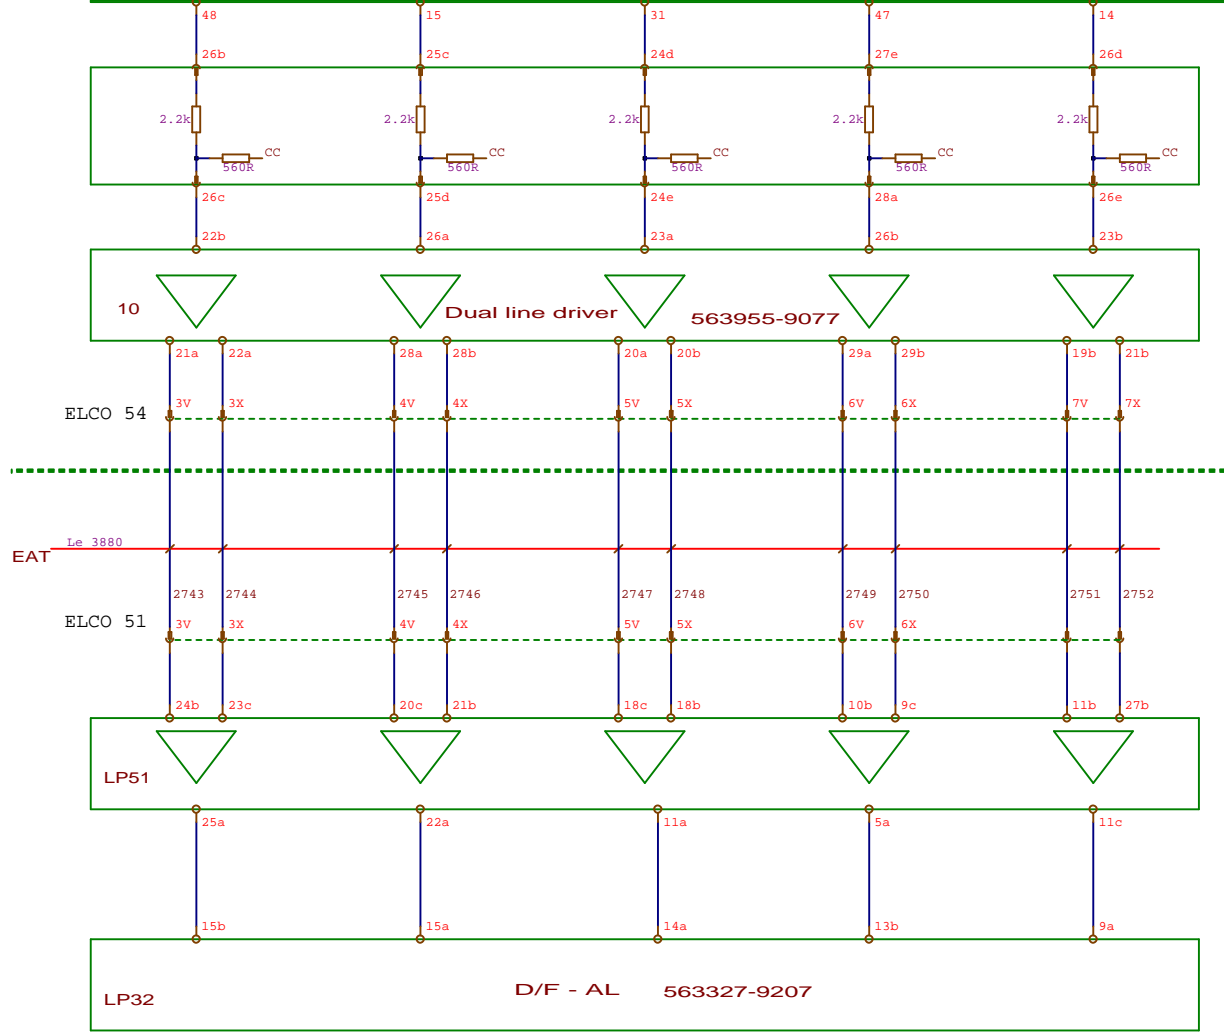 48 15 31 47 14
26b 25c 24d 27e 26d
2.2k 2.2k 2.2k 2.2k 2.2k
CC CC CC CC CC
560R 560R 560R 560R 560R
26c 25d 24e 28a 26e
22b 26a 23a 26b 23b
10 Dual line driver 563955-9077
21a 22a 28a 28b 20a 20b 29a 29b 19b 21b
ELCO 54 3V 3X 4V 4X 5V 5X 6V 6X 7V 7X
Le 3880
EAT
2743 2744 2745 2746 2747 2748 2749 2750 2751 2752
ELCO 51 3V 3X 4V 4X 5V 5X 6V 6X
24b 23c 20c 21b 18c 18b 10b 9c 11b 27b
LP51
25a 22a 11a 5a 11c
15b 15a 14a 13b 9a
LP32 D/F - AL 563327-9207